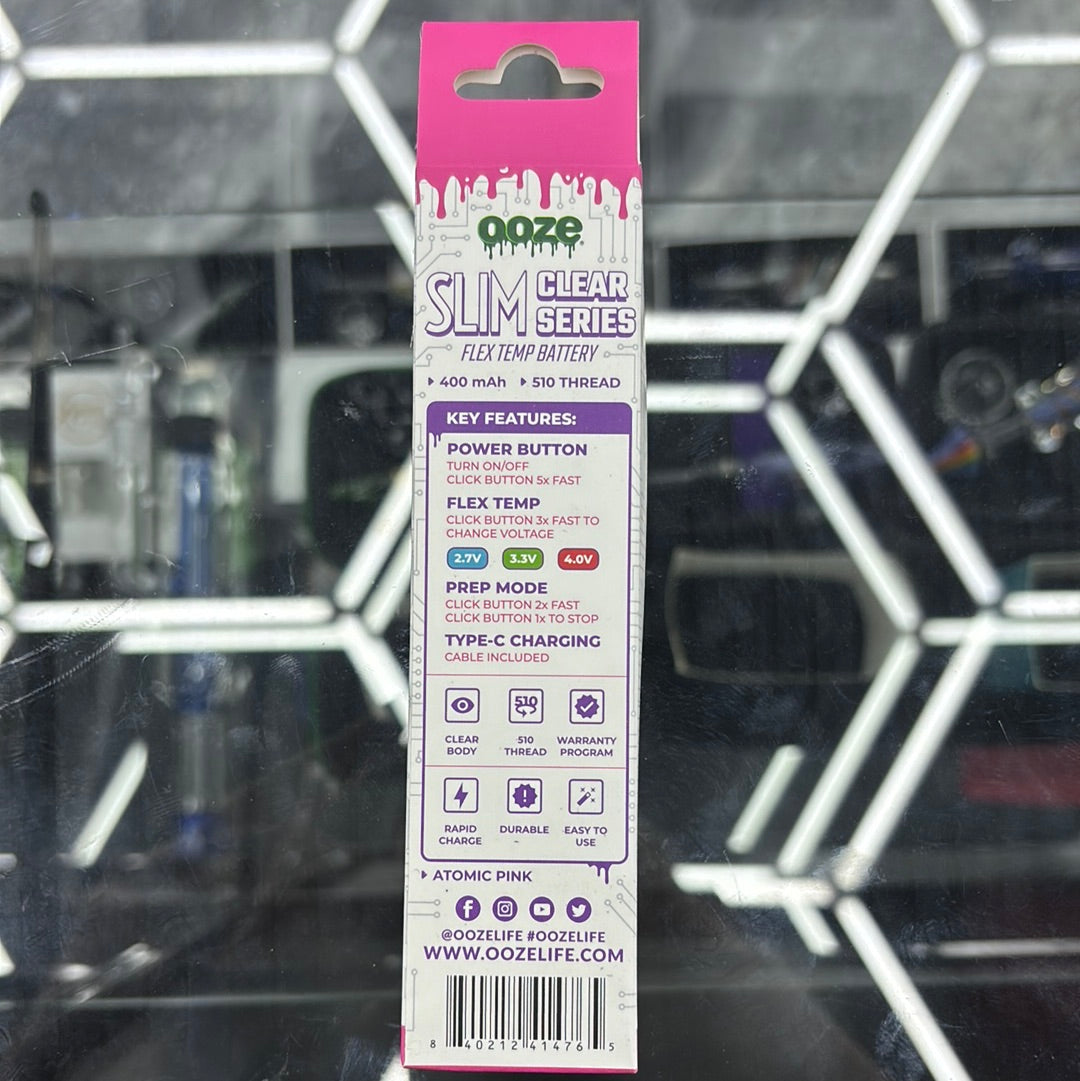 ooze
SLIM CLEAR SERIES
FLEX TEMP BATTERY
400 mAh 510 THREAD
KEY FEATURES:
POWER BUTTON
TURN ON/OFF
CLICK BUTTON 5x FAST
FLEX TEMP
CLICK BUTTON 3x FAST TO
CHANGE VOLTAGE
2.7V 3.3V 4.0V
PREP MODE
CLICK BUTTON 2x FAST
CLICK BUTTON 1x TO STOP
TYPE-C CHARGING
CABLE INCLUDED
510
CLEAR BODY
510 THREAD
WARRANTY PROGRAM
RAPID CHARGE
DURABLE
EASY TO USE
ATOMIC PINK
@OOZELIFE #OOZELIFE
WWW.OOZELIFE.COM
8 40212 41476 5